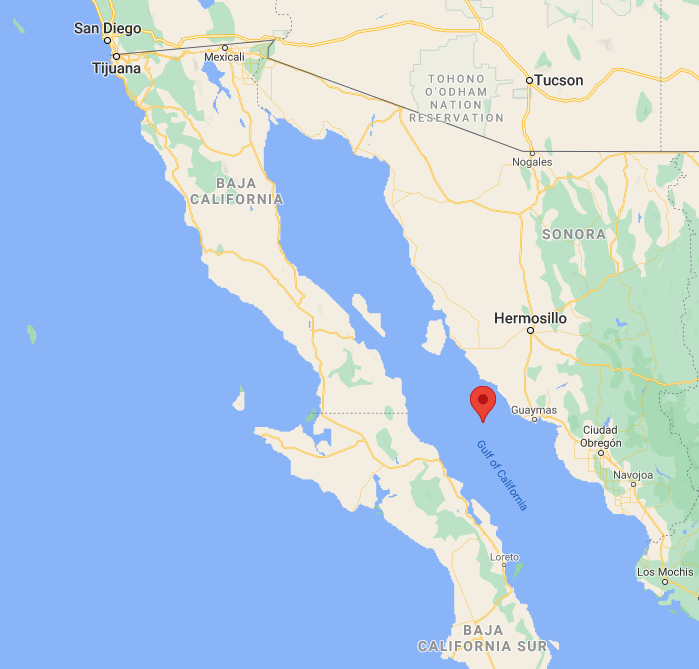 San Diego
Tijuana
Mexicali
TOHONO
O'ODHAM
NATION
RESERVATION
Tucson
Nogales
BAJA
CALIFORNIA
SONORA
Hermosillo
Guaymas
Ciudad
Obregón
Gulf of California
Navojoa
Loreto
Los Mochis
BAJA
CALIFORNIA SUR